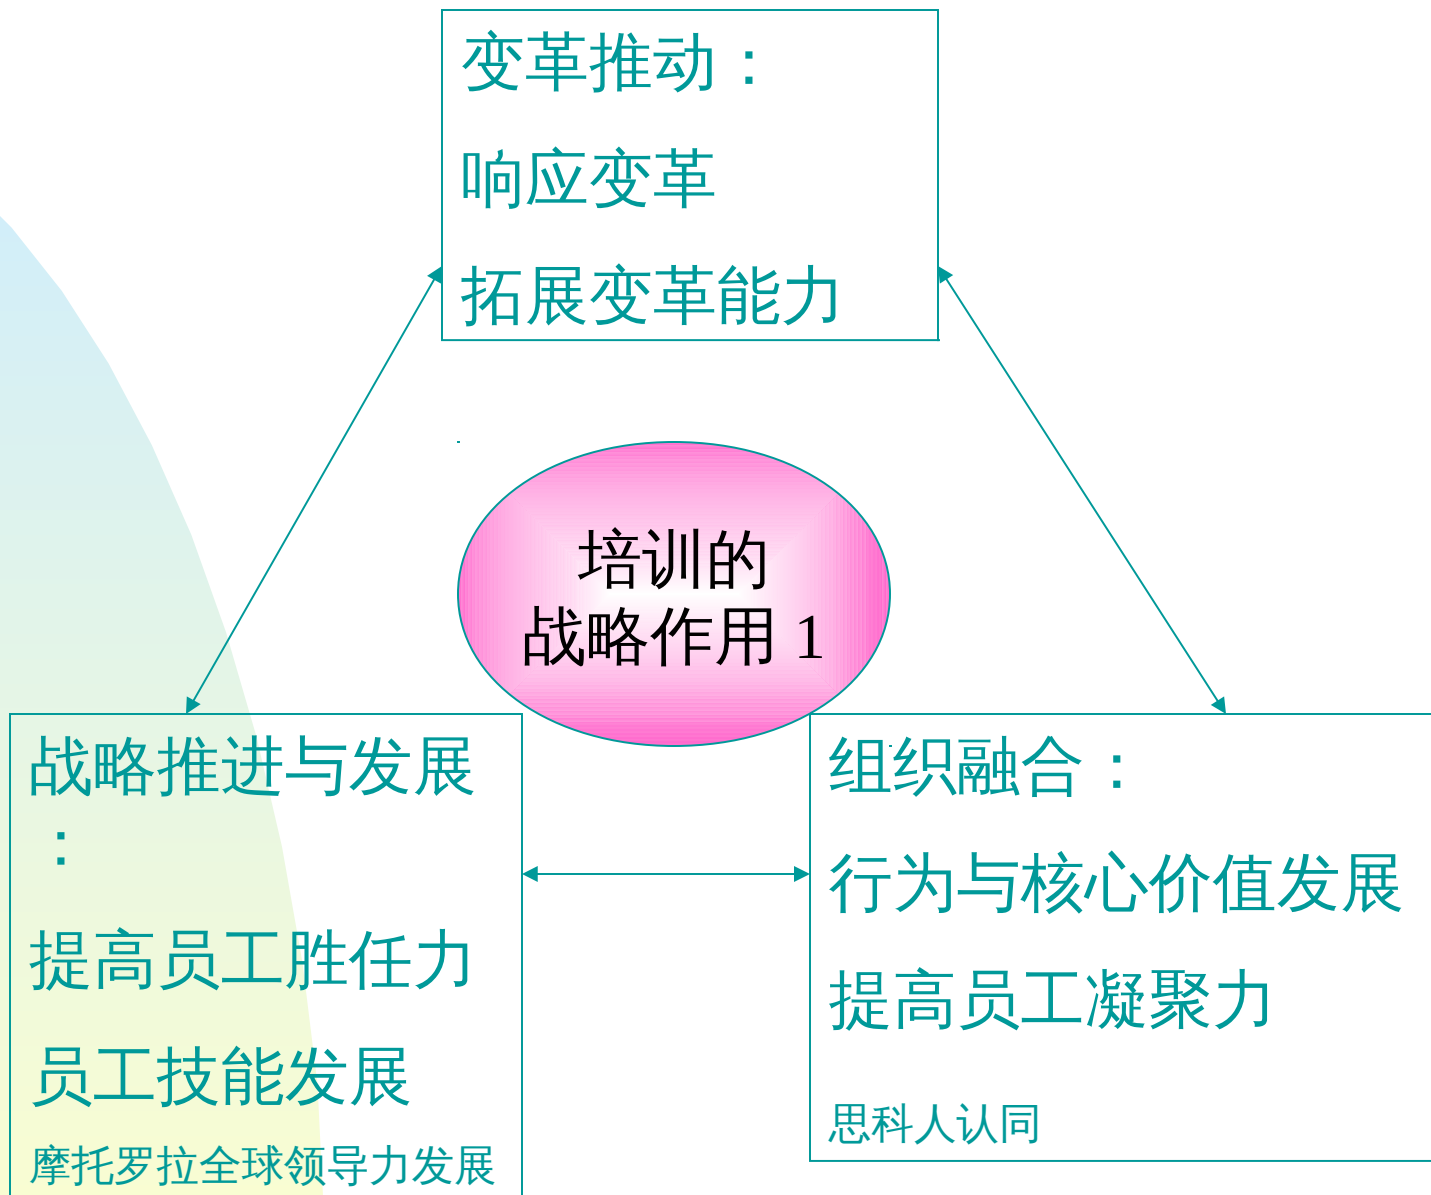 变革推动：
响应变革
拓展变革能力
培训的
战略作用 1
战略推进与发展
：
提高员工胜任力
员工技能发展
摩托罗拉全球领导力发展
组织融合：
行为与核心价值发展
提高员工凝聚力
思科人认同